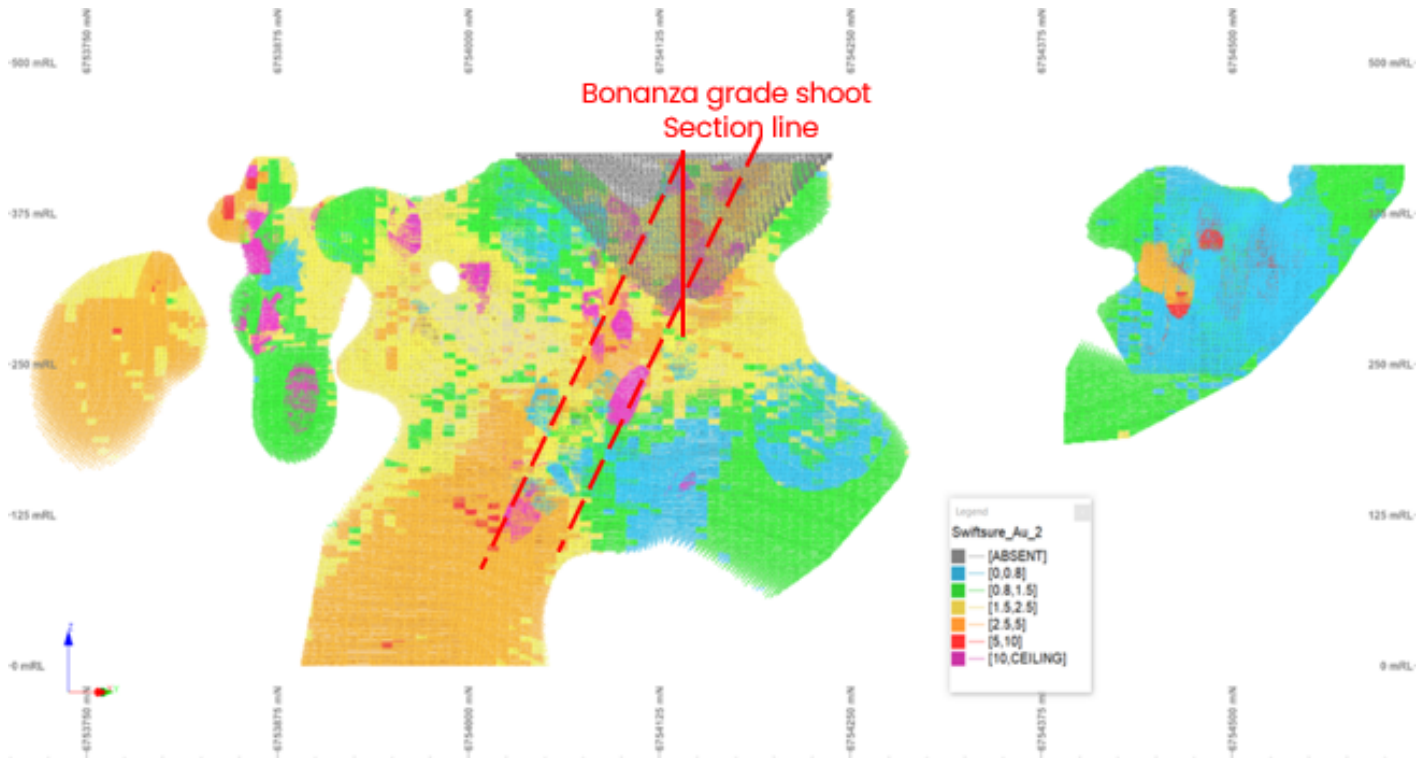 6753750 mN
6753875 mN
6754000 mN
6754125 mN
6754250 mN
6754375 mN
6754500 mN
500 mRL
500 mRL
Bonanza grade shoot
Section line
375 mRL
375 mRL
250 mRL
250 mRL
125 mRL
125 mRL
Legend
Swiftsure_Au_2
[ABSENT]
[0,0.8]
[0.8,1.5]
[1.5,2.5]
[2.5,5]
[5,10]
[10,CEILING]
Z
0 mRL
0 mRL
6753750 mN
6753875 mN
6754000 mN
6754125 mN
6754250 mN
6754375 mN
6754500 mN